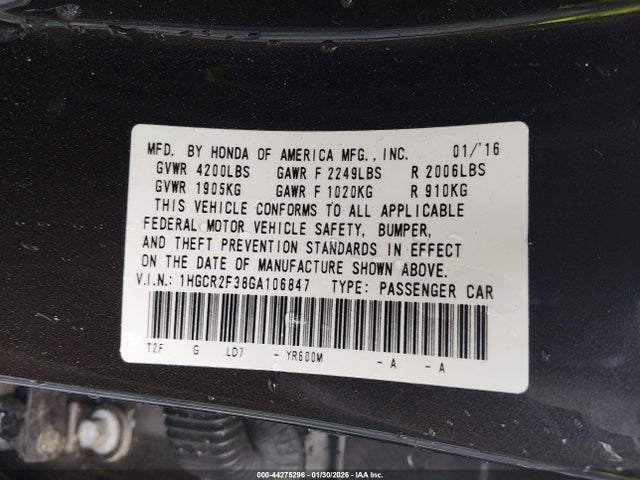 MFD. BY HONDA OF AMERICA MFG., INC. 01/'16
GVWR 4200LBS GAWR F 2249LBS R 2006LBS
GVWR 1905KG GAWR F 1020KG R 910KG
THIS VEHICLE CONFORMS TO ALL APPLICABLE
FEDERAL MOTOR VEHICLE SAFETY, BUMPER,
AND THEFT PREVENTION STANDARDS IN EFFECT
ON THE DATE OF MANUFACTURE SHOWN ABOVE.
V.I.N.: 1HGCR2F38GA106847 TYPE: PASSENGER CAR
T2F G LD7 - YR600M - A - A
000-44275296 - 01/30/2026 - IAA Inc.